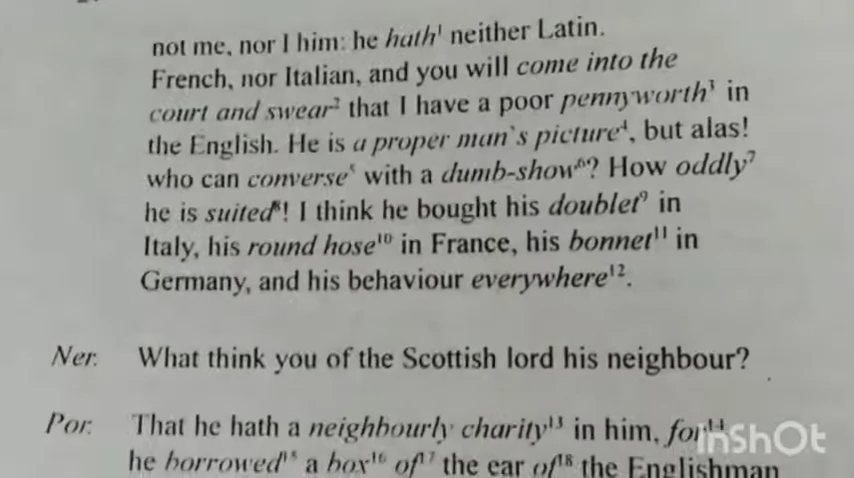 not me, nor I him: he hath¹ neither Latin.
French, nor Italian, and you will come into the
court and swear² that I have a poor pennyworth³ in
the English. He is a proper man's picture⁴, but alas!
who can converse⁵ with a dumb-show⁶? How oddly⁷
he is suited⁸! I think he bought his doublet⁹ in
Italy, his round hose¹⁰ in France, his bonnet¹¹ in
Germany, and his behaviour everywhere¹².
Ner. What think you of the Scottish lord his neighbour?
Por. That he hath a neighbourly charity¹³ in him, for¹⁴
he borrowed¹⁵ a box¹⁶ of¹⁷ the ear of¹⁸ the Englishman
InShOt